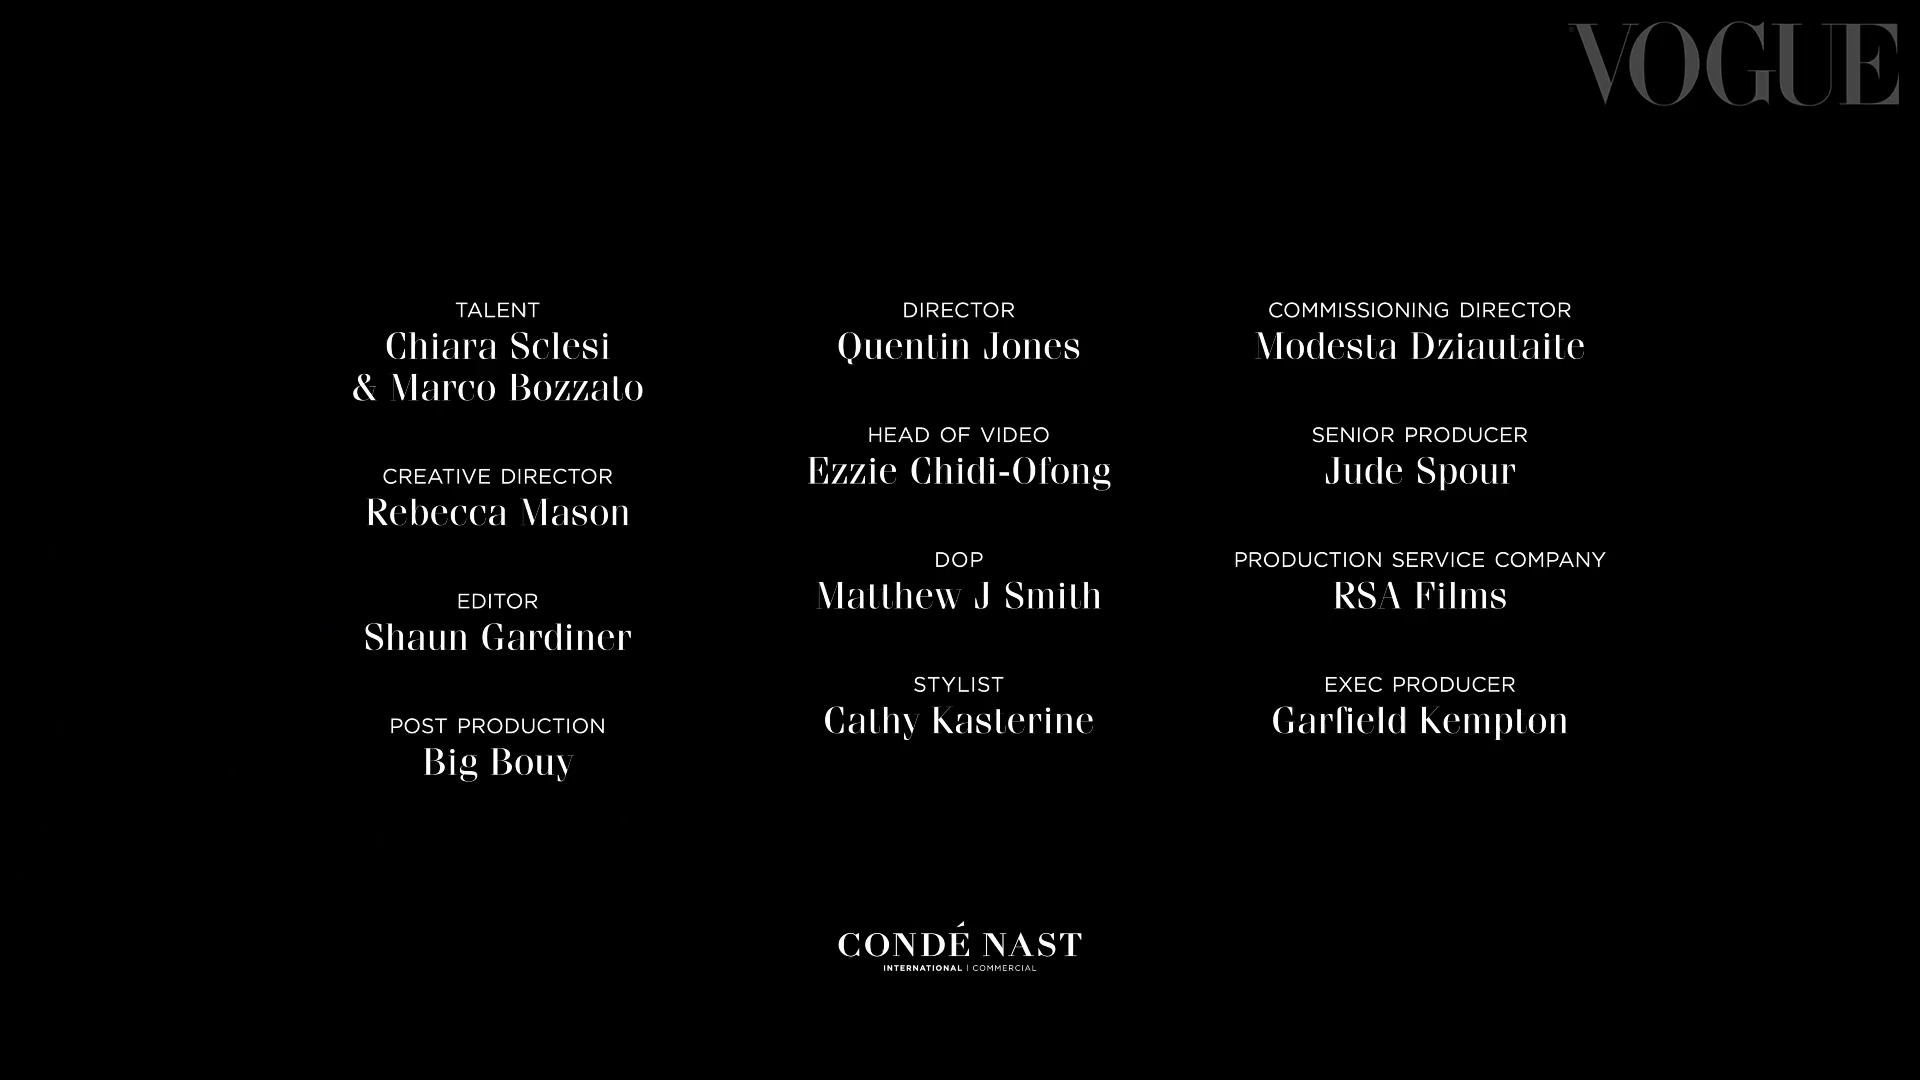 VOGUE
TALENT
Chiara Sclesi
& Marco Bozzato
CREATIVE DIRECTOR
Rebecca Mason
EDITOR
Shaun Gardiner
POST PRODUCTION
Big Bouy
DIRECTOR
Quentin Jones
HEAD OF VIDEO
Ezzie Chidi-Ofong
DOP
Matthew J Smith
STYLIST
Cathy Kasterine
COMMISSIONING DIRECTOR
Modesta Dziautaite
SENIOR PRODUCER
Jude Spour
PRODUCTION SERVICE COMPANY
RSA Films
EXEC PRODUCER
Garfield Kempton
CONDÉ NAST
INTERNATIONAL | COMMERCIAL